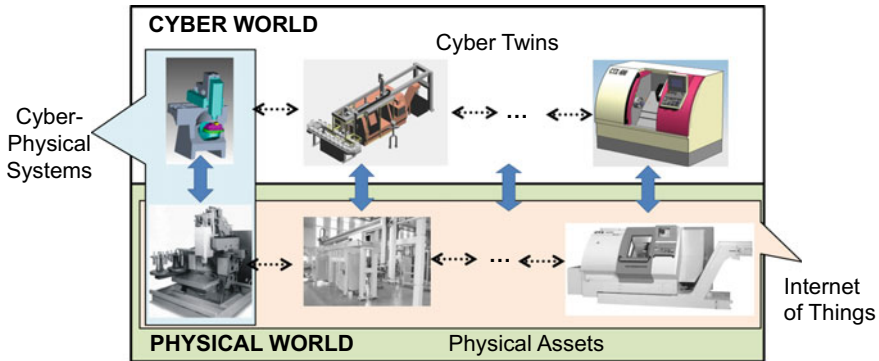 CYBER WORLD
Cyber Twins
Cyber-
Physical
Systems
...
...
Internet
of Things
PHYSICAL WORLD
Physical Assets